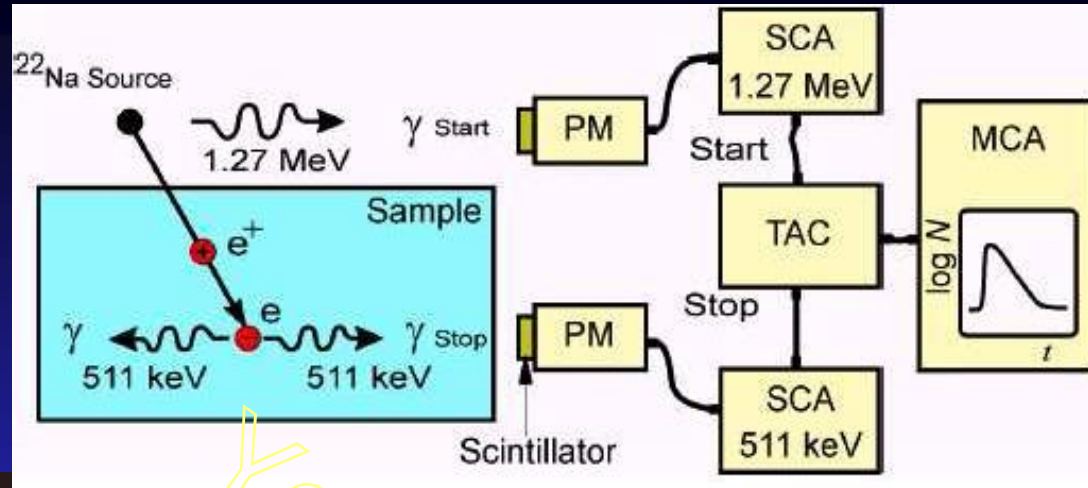 22Na Source
1.27 MeV
γ Start
PM
SCA
1.27 MeV
Start
MCA
Sample
e+
TAC
log N
t
e
Stop
γ
γ Stop
PM
511 keV
511 keV
SCA
511 keV
Scintillator